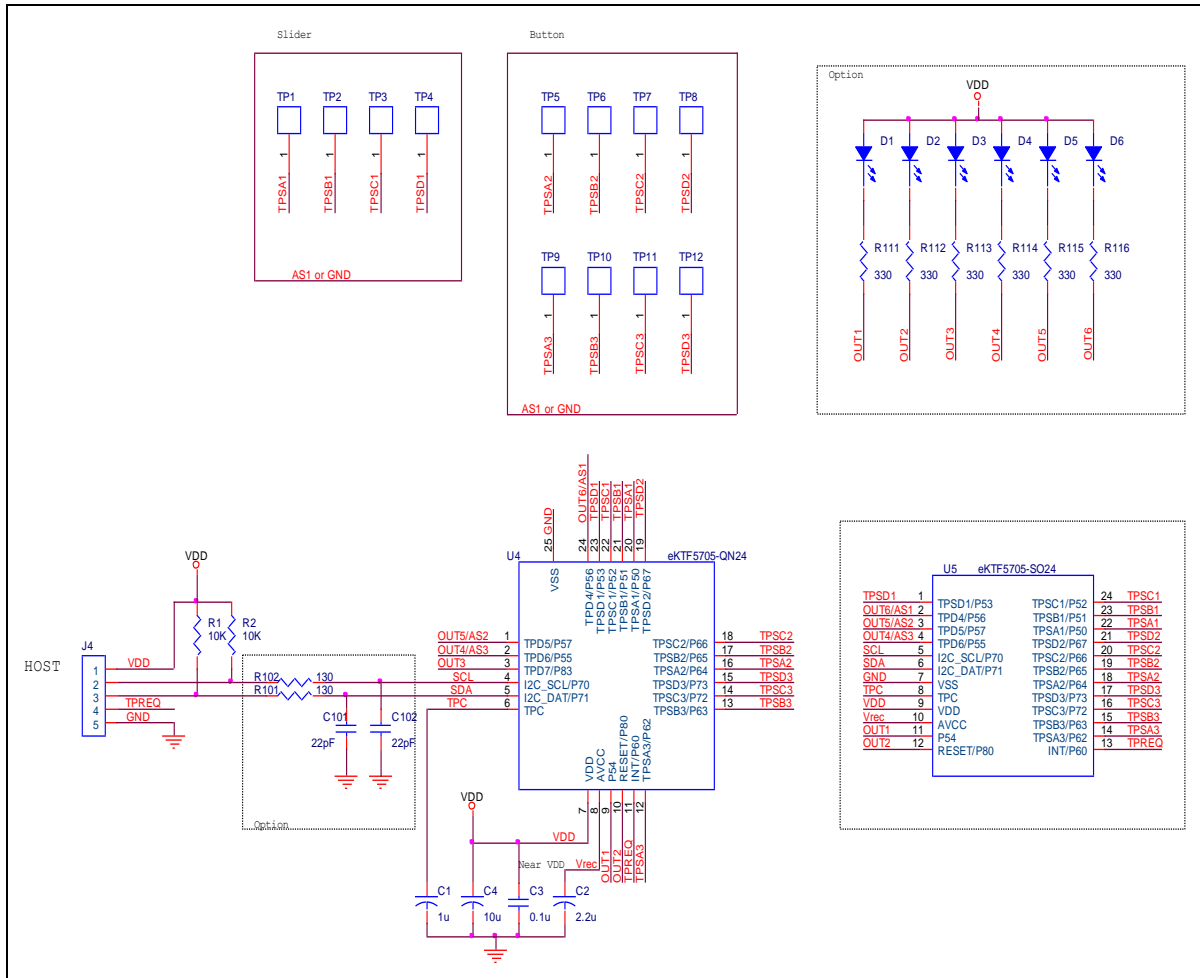 Slider
TP1 TP2 TP3 TP4
1 1 1 1
TPSA1 TPSB1 TPSC1 TPSD1
AS1 or GND
Button
TP5 TP6 TP7 TP8
1 1 1 1
TPSA2 TPSB2 TPSC2 TPSD2
TP9 TP10 TP11 TP12
1 1 1 1
TPSA3 TPSB3 TPSC3 TPSD3
AS1 or GND
Option
VDD
D1 D2 D3 D4 D5 D6
R111 R112 R113 R114 R115 R116
330 330 330 330 330 330
OUT1 OUT2 OUT3 OUT4 OUT5 OUT6
HOST
J4
1
2
3
4
5
VDD
TPREQ
GND
VDD
R1
10K
R2
10K
R102 130
R101 130
C101
22pF
C102
22pF
Option
U4
eKTF5705-QN24
GND OUT6/AS1 TPSD1 TPSC1 TPSB1 TPSA1 TPSD2
25 24 23 22 21 20 19
VSS TPD4/P56 TPSD1/P53 TPSC1/P52 TPSB1/P51 TPSA1/P50 TPSD2/P67
OUT5/AS2 1 TPD5/P57
OUT4/AS3 2 TPD6/P55
OUT3 3 TPD7/P83
SCL 4 I2C_SCL/P70
SDA 5 I2C_DAT/P71
TPC 6 TPC
TPSC2/P66 18 TPSC2
TPSB2/P65 17 TPSB2
TPSA2/P64 16 TPSA2
TPSD3/P73 15 TPSD3
TPSC3/P72 14 TPSC3
TPSB3/P63 13 TPSB3
VDD AVCC P54 RESET/P80 INT/P60 TPSA3/P62
7 8 9 10 11 12
OUT1 OUT2 TPREQ TPSA3
VDD
VDD
Near VDD
Vrec
C1
1u
C4
10u
C3
0.1u
C2
2.2u
U5
eKTF5705-SO24
TPSD1 1 TPSD1/P53
OUT6/AS1 2 TPD4/P56
OUT5/AS2 3 TPD5/P57
OUT4/AS3 4 TPD6/P55
SCL 5 I2C_SCL/P70
SDA 6 I2C_DAT/P71
GND 7 VSS
TPC 8 TPC
VDD 9 VDD
Vrec 10 AVCC
OUT1 11 P54
OUT2 12 RESET/P80
TPSC1/P52 24 TPSC1
TPSB1/P51 23 TPSB1
TPSA1/P50 22 TPSA1
TPSD2/P67 21 TPSD2
TPSC2/P66 20 TPSC2
TPSB2/P65 19 TPSB2
TPSA2/P64 18 TPSA2
TPSD3/P73 17 TPSD3
TPSC3/P72 16 TPSC3
TPSB3/P63 15 TPSB3
TPSA3/P62 14 TPSA3
INT/P60 13 TPREQ